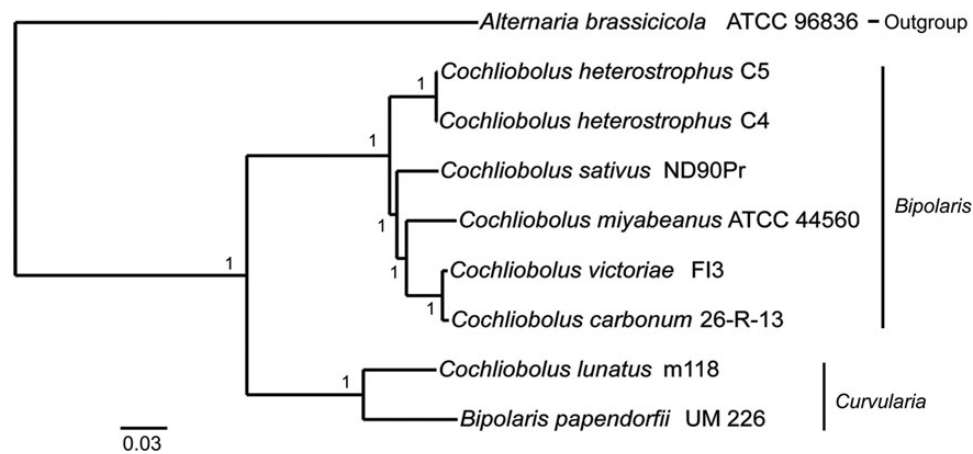 Alternaria brassicicola ATCC 96836 – Outgroup
1 Cochliobolus heterostrophus C5
Cochliobolus heterostrophus C4
1
Cochliobolus sativus ND90Pr
1 Cochliobolus miyabeanus ATCC 44560
Bipolaris
1 1 Cochliobolus victoriae FI3
1 Cochliobolus carbonum 26-R-13
1 Cochliobolus lunatus m118
Curvularia
Bipolaris papendorfii UM 226
0.03